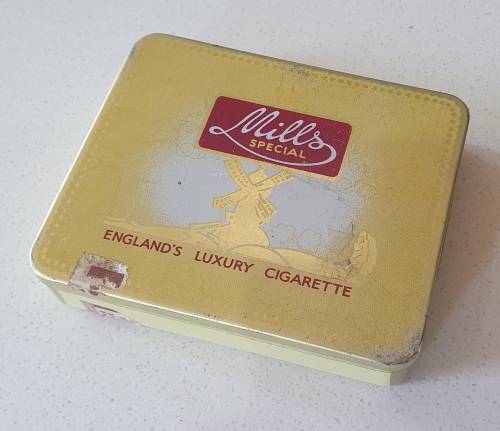 Mills
SPECIAL
ENGLAND'S LUXURY CIGARETTE